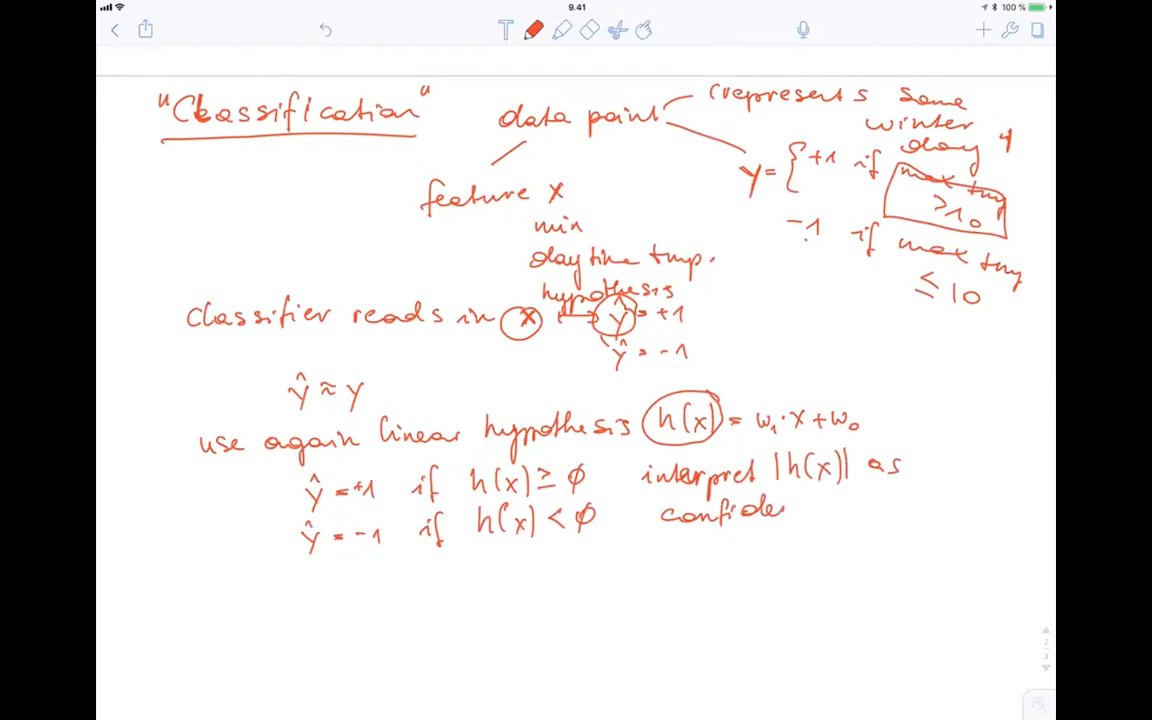 9.41
100 %
"Classification"
data point
(represents some
winter
day
y = { +1 if max tmp
> 10
-1 if max tmp
≤ 10
feature x
min
daytime tmp.
hypothesis
classifier reads in x ↦ ŷ = +1
ŷ = -1
ŷ ≈ y
use again linear hypothesis h(x) = w₁·x + w₀
ŷ = +1 if h(x) ≥ 0 interpret |h(x)| as
ŷ = -1 if h(x) < 0 confide